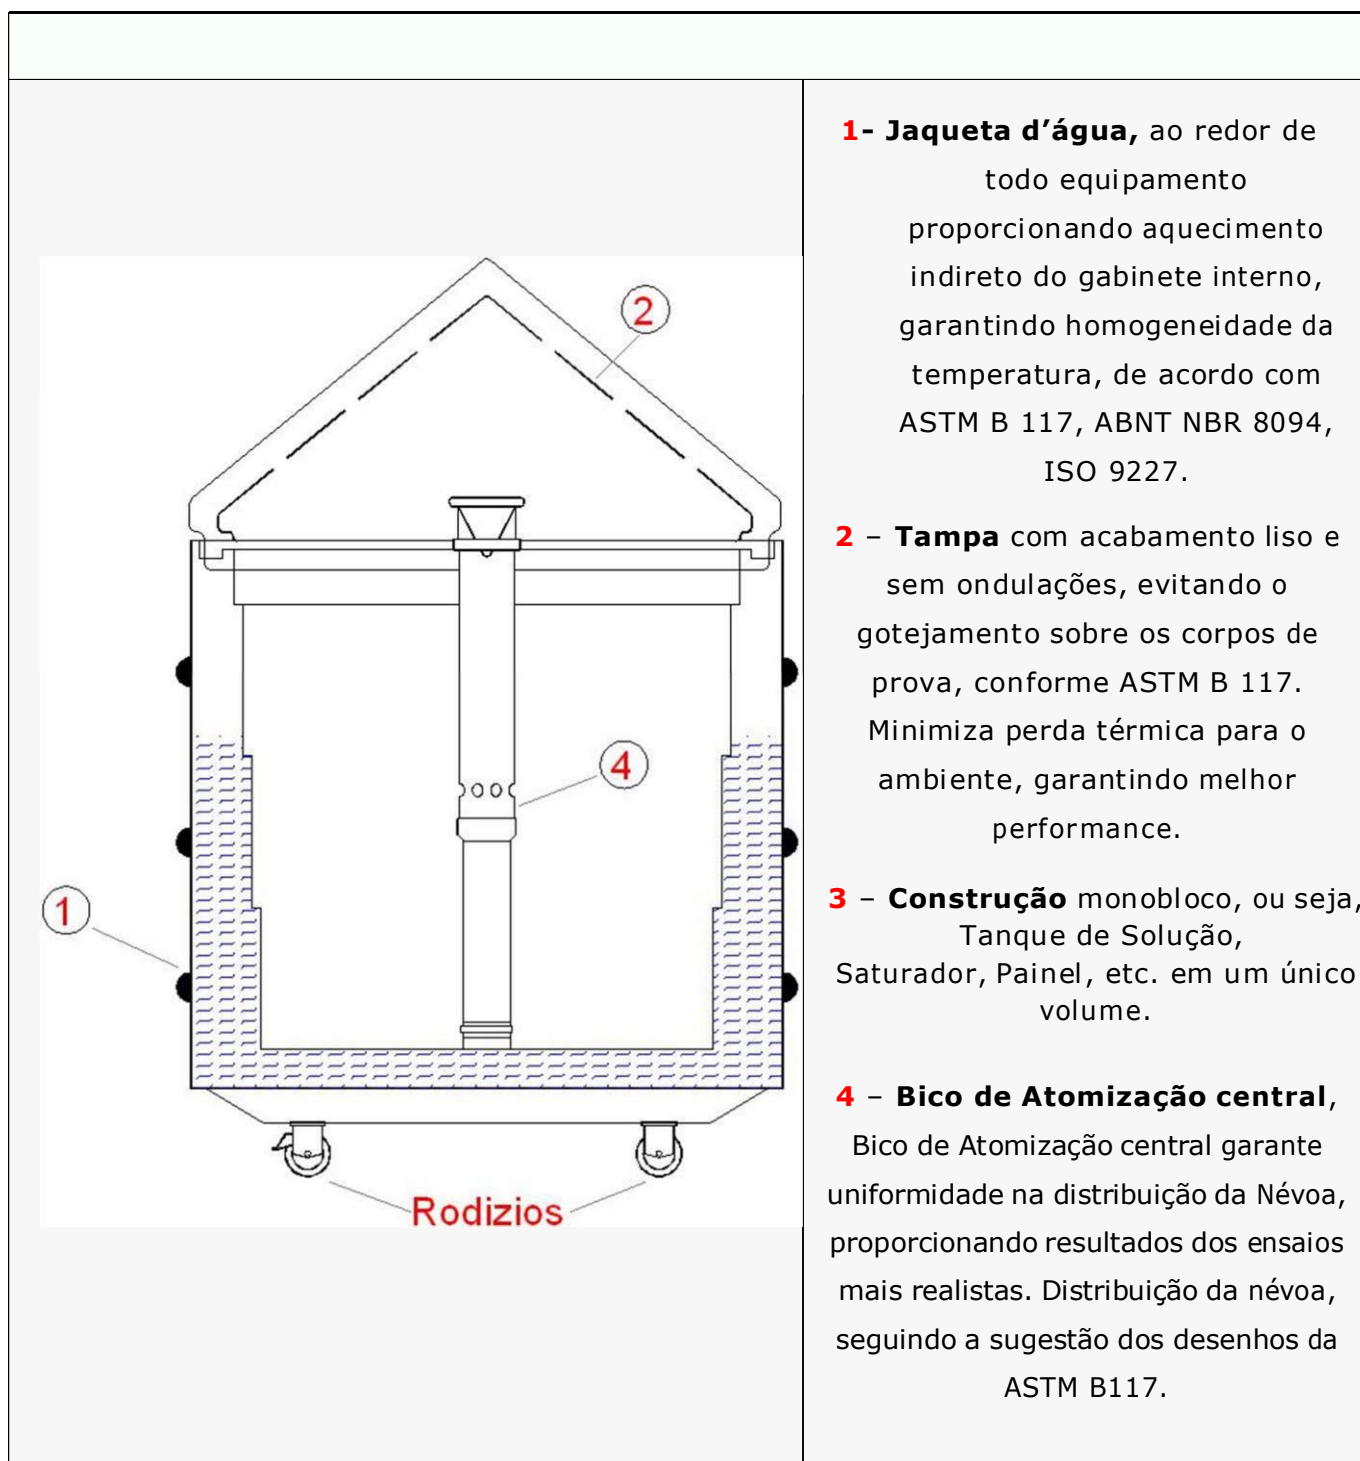 2
4
1
Rodizios
1- Jaqueta d’água, ao redor de
todo equipamento
proporcionando aquecimento
indireto do gabinete interno,
garantindo homogeneidade da
temperatura, de acordo com
ASTM B 117, ABNT NBR 8094,
ISO 9227.
2 – Tampa com acabamento liso e
sem ondulações, evitando o
gotejamento sobre os corpos de
prova, conforme ASTM B 117.
Minimiza perda térmica para o
ambiente, garantindo melhor
performance.
3 – Construção monobloco, ou seja,
Tanque de Solução,
Saturador, Painel, etc. em um único
volume.
4 – Bico de Atomização central,
Bico de Atomização central garante
uniformidade na distribuição da Névoa,
proporcionando resultados dos ensaios
mais realistas. Distribuição da névoa,
seguindo a sugestão dos desenhos da
ASTM B117.